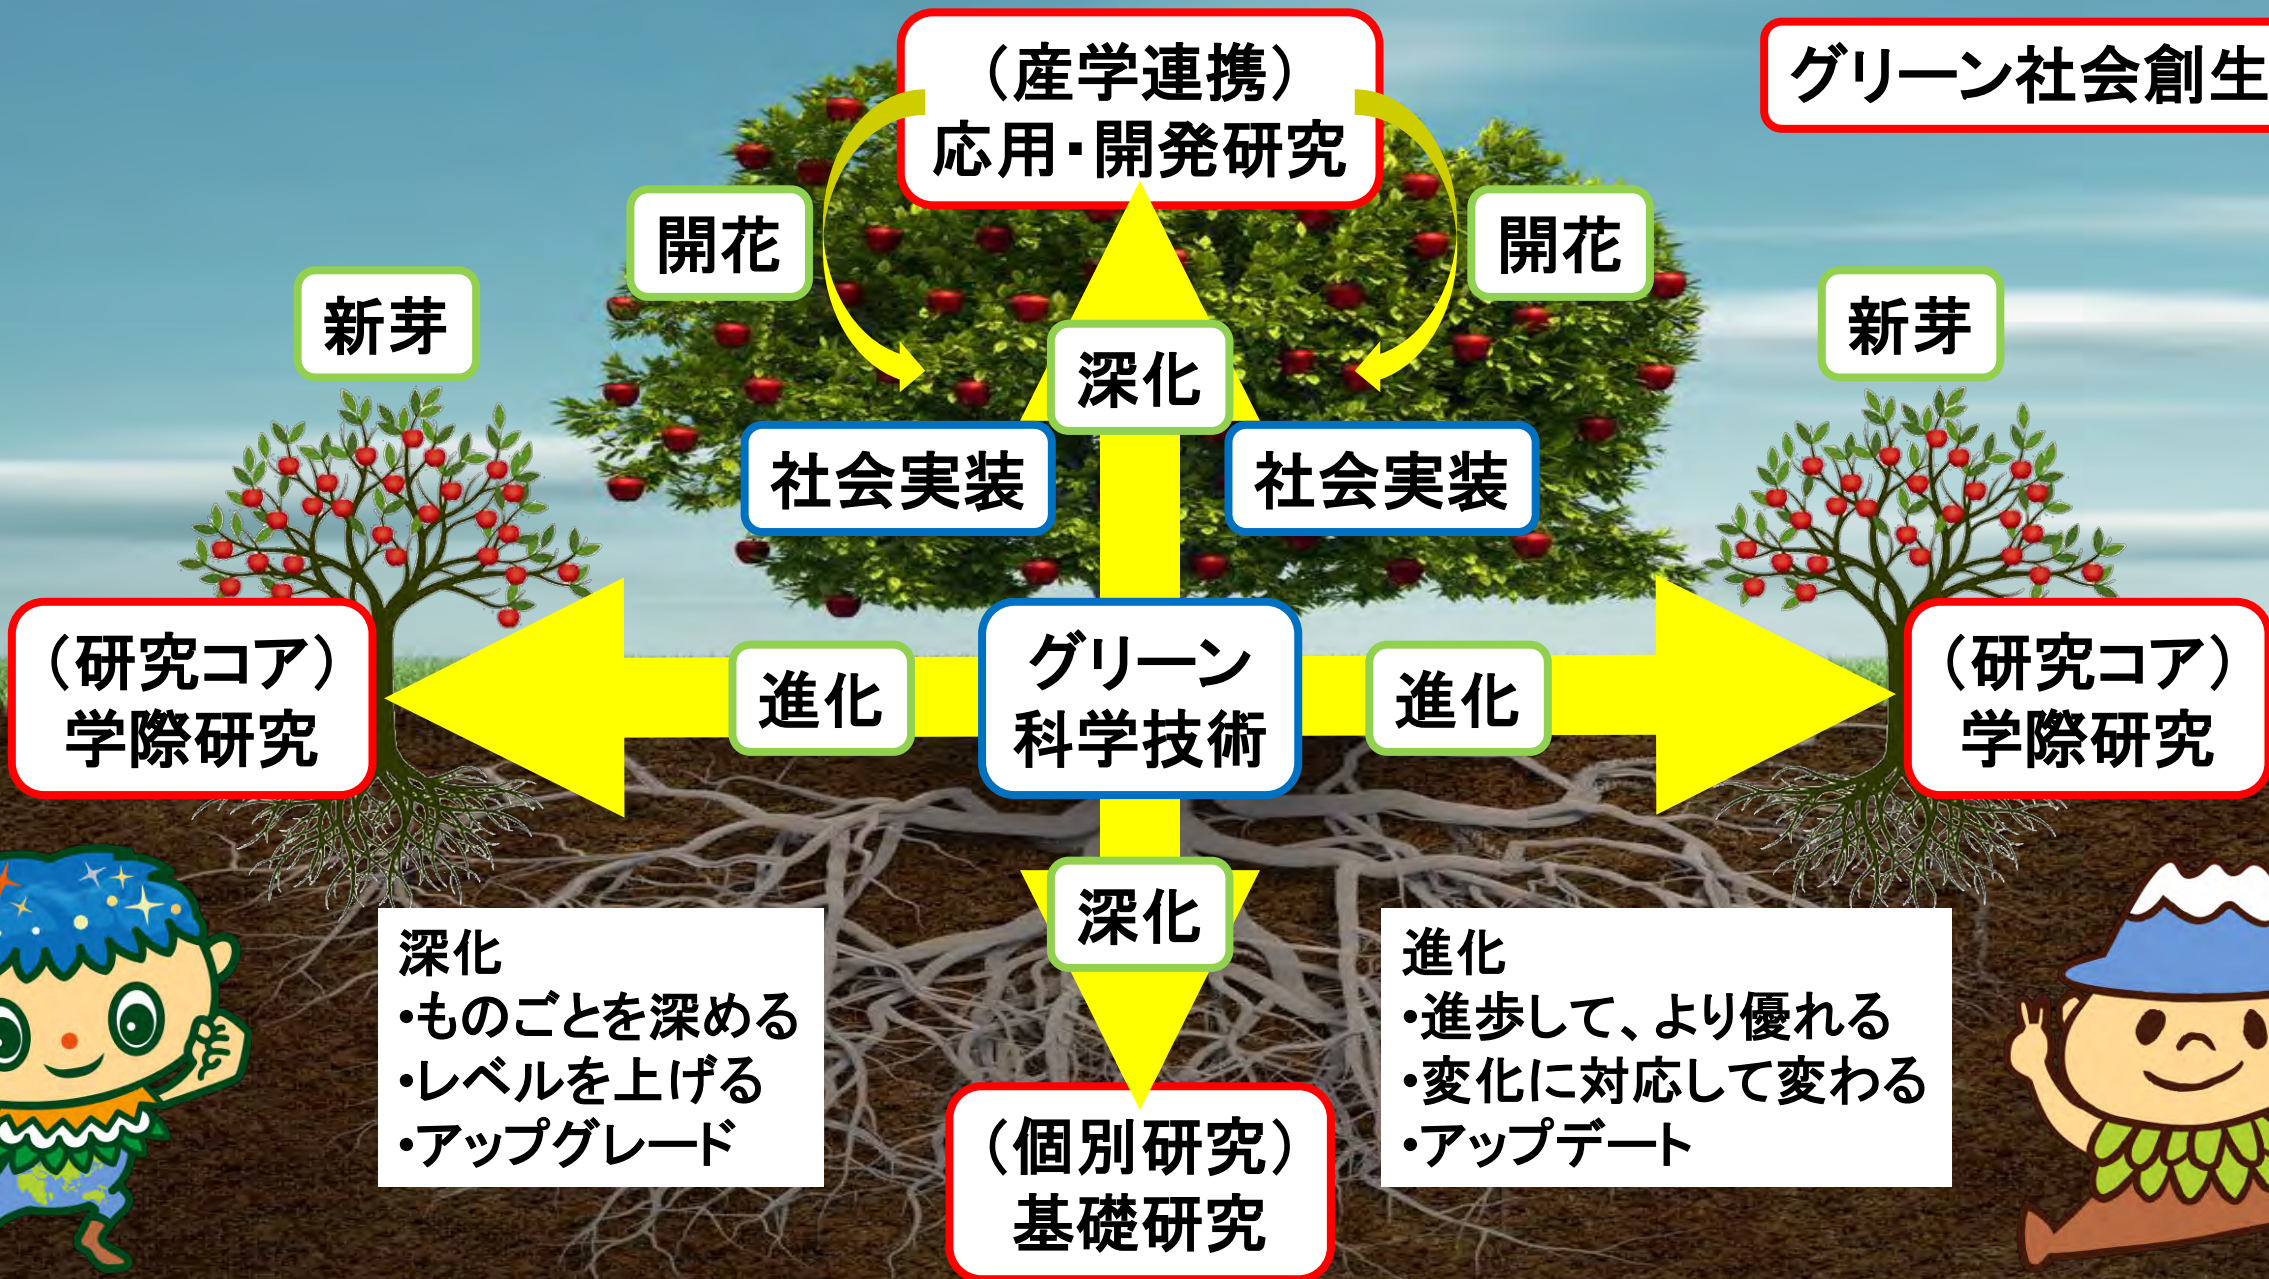 （産学連携）
応用・開発研究
グリーン社会創生
開花
開花
新芽
新芽
深化
社会実装
社会実装
（研究コア）
学際研究
進化
グリーン
科学技術
進化
（研究コア）
学際研究
深化
深化
•ものごとを深める
•レベルを上げる
•アップグレード
進化
•進歩して、より優れる
•変化に対応して変わる
•アップデート
（個別研究）
基礎研究